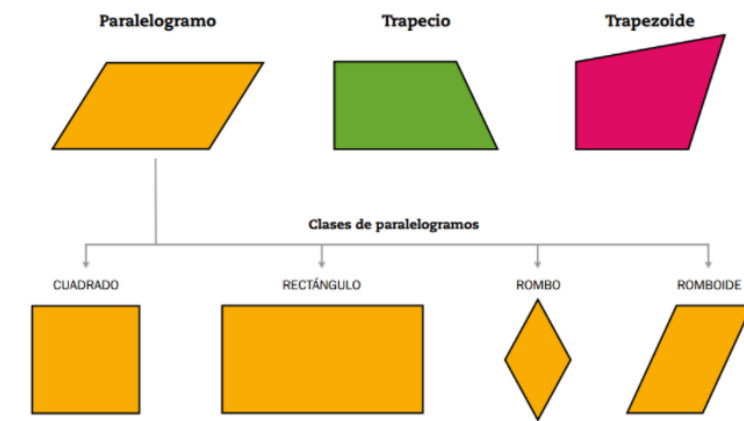 Paralelogramo
Trapecio
Trapezoide
Clases de paralelogramos
CUADRADO
RECTÁNGULO
ROMBO
ROMBOIDE